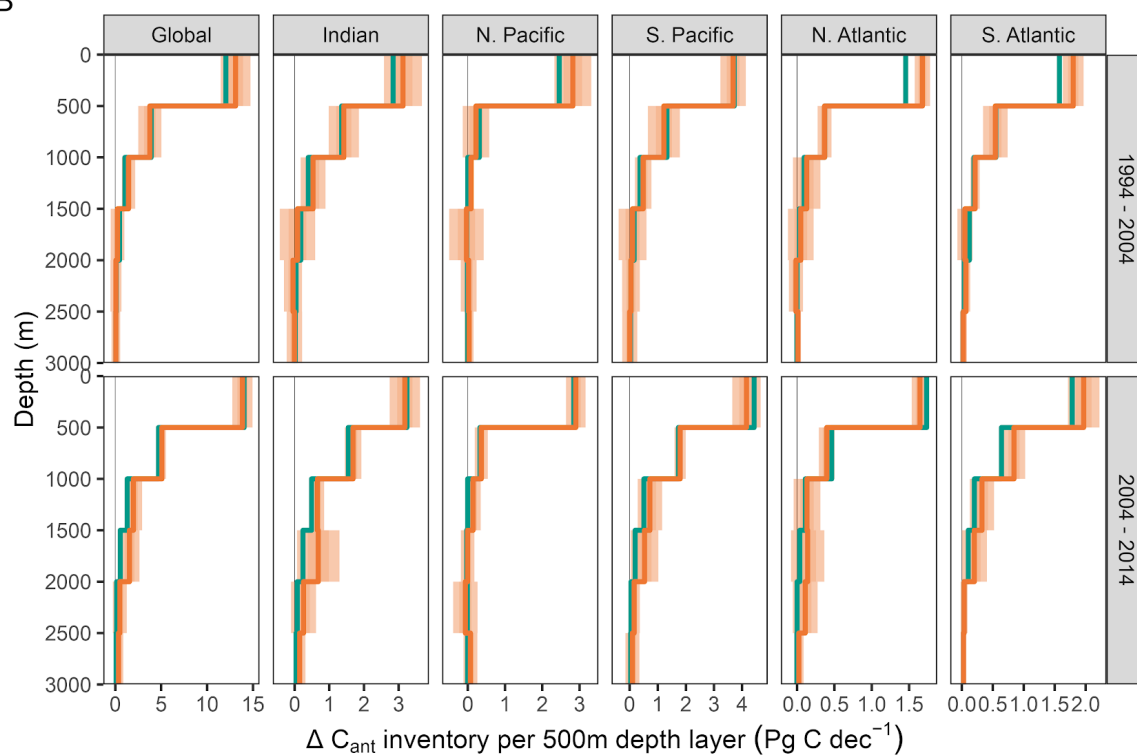 Global Indian N. Pacific S. Pacific N. Atlantic S. Atlantic
0
500
1000
1500
2000
2500
3000
1994 - 2004
Depth (m)
0
500
1000
1500
2000
2500
3000
2004 - 2014
0 5 10 15 0 1 2 3 0 1 2 3 0 1 2 3 4 0.0 0.5 1.0 1.5 0.0 0.5 1.0 1.5 2.0
Δ Cant inventory per 500m depth layer (Pg C dec⁻¹)